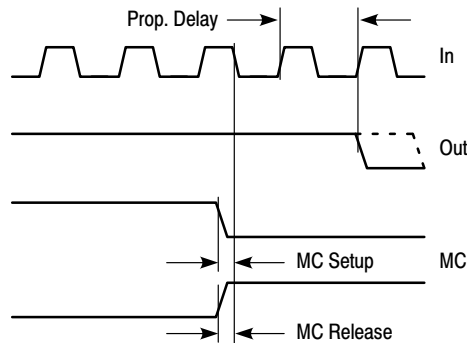 Prop. Delay
In
Out
MC Setup
MC
MC Release